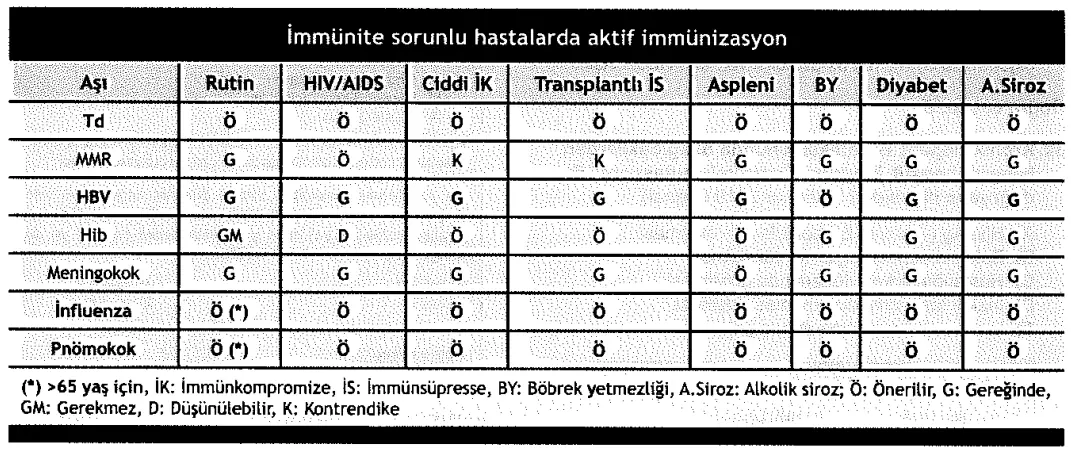 İmmünite sorunlu hastalarda aktif immünizasyon
Aşı Rutin HIV/AIDS Ciddi İK Transplantlı İS Aspleni BY Diyabet A.Siroz
Td Ö Ö Ö Ö Ö Ö Ö Ö
MMR G Ö K K G G G G
HBV G G G G G Ö G G
Hib GM D Ö Ö Ö G G G
Meningokok G G G G Ö G G G
İnfluenza Ö (*) Ö Ö Ö Ö Ö Ö Ö
Pnömokok Ö (*) Ö Ö Ö Ö Ö Ö Ö
(*) >65 yaş için, İK: İmmünkompromize, İS: İmmünsüpresse, BY: Böbrek yetmezliği, A.Siroz: Alkolik siroz; Ö: Önerilir, G: Gereğinde,
GM: Gerekmez, D: Düşünülebilir, K: Kontrendike